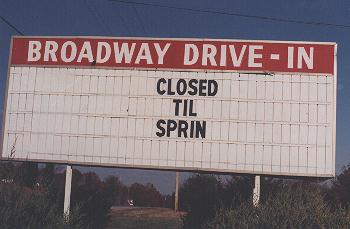 BROADWAY DRIVE-IN
CLOSED
TIL
SPRIN